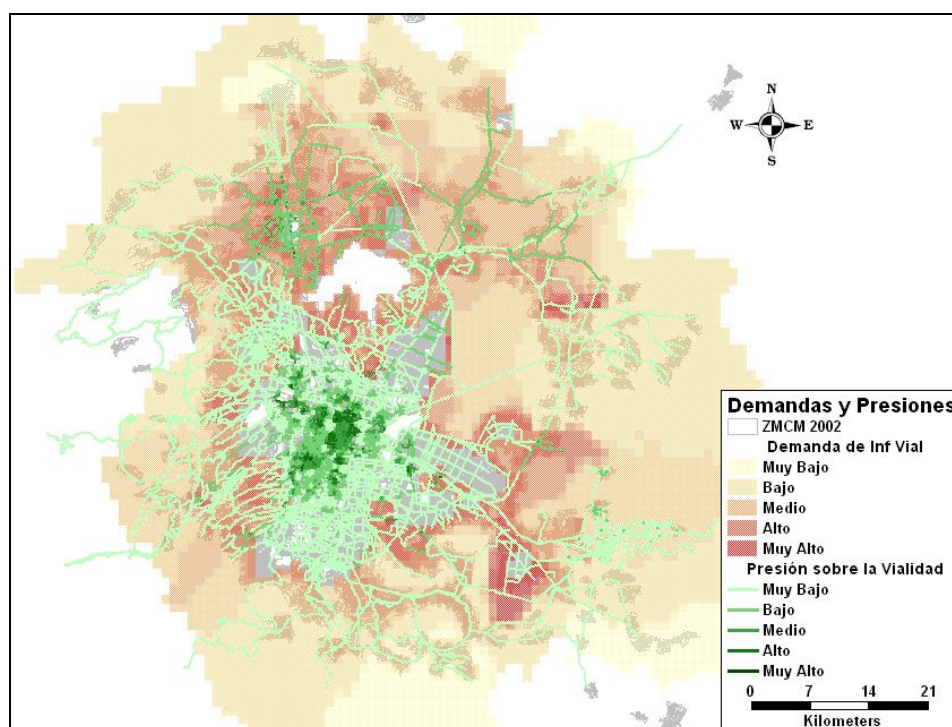 N
W E
S
Demandas y Presiones
ZMCM 2002
Demanda de Inf Vial
Muy Bajo
Bajo
Medio
Alto
Muy Alto
Presión sobre la Vialidad
Muy Bajo
Bajo
Medio
Alto
Muy Alto
0 7 14 21
Kilometers